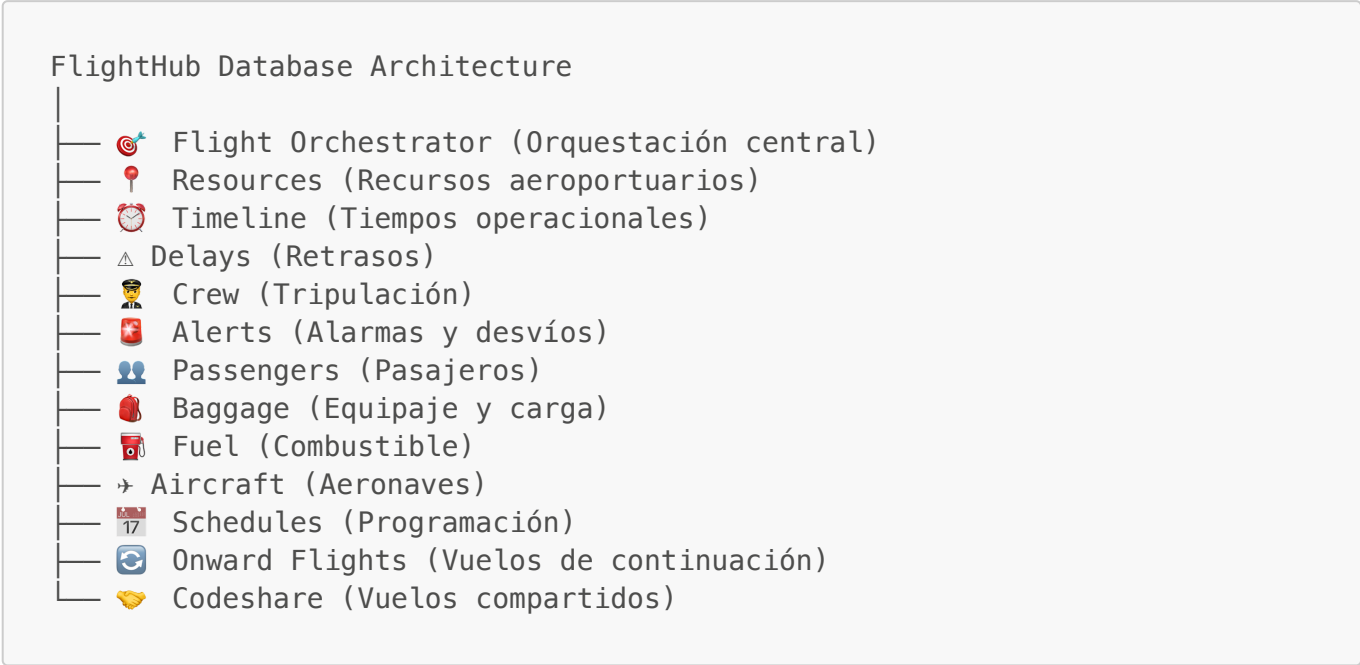 FlightHub Database Architecture
│
├── 🎯 Flight Orchestrator (Orquestación central)
├── 📍 Resources (Recursos aeroportuarios)
├── ⏰ Timeline (Tiempos operacionales)
├── ⚠ Delays (Retrasos)
├── 👨‍✈️ Crew (Tripulación)
├── 🚨 Alerts (Alarmas y desvíos)
├── 👥 Passengers (Pasajeros)
├── 🎒 Baggage (Equipaje y carga)
├── ⛽ Fuel (Combustible)
├── ✈ Aircraft (Aeronaves)
├── 📅 Schedules (Programación)
├── 🔄 Onward Flights (Vuelos de continuación)
└── 🤝 Codeshare (Vuelos compartidos)